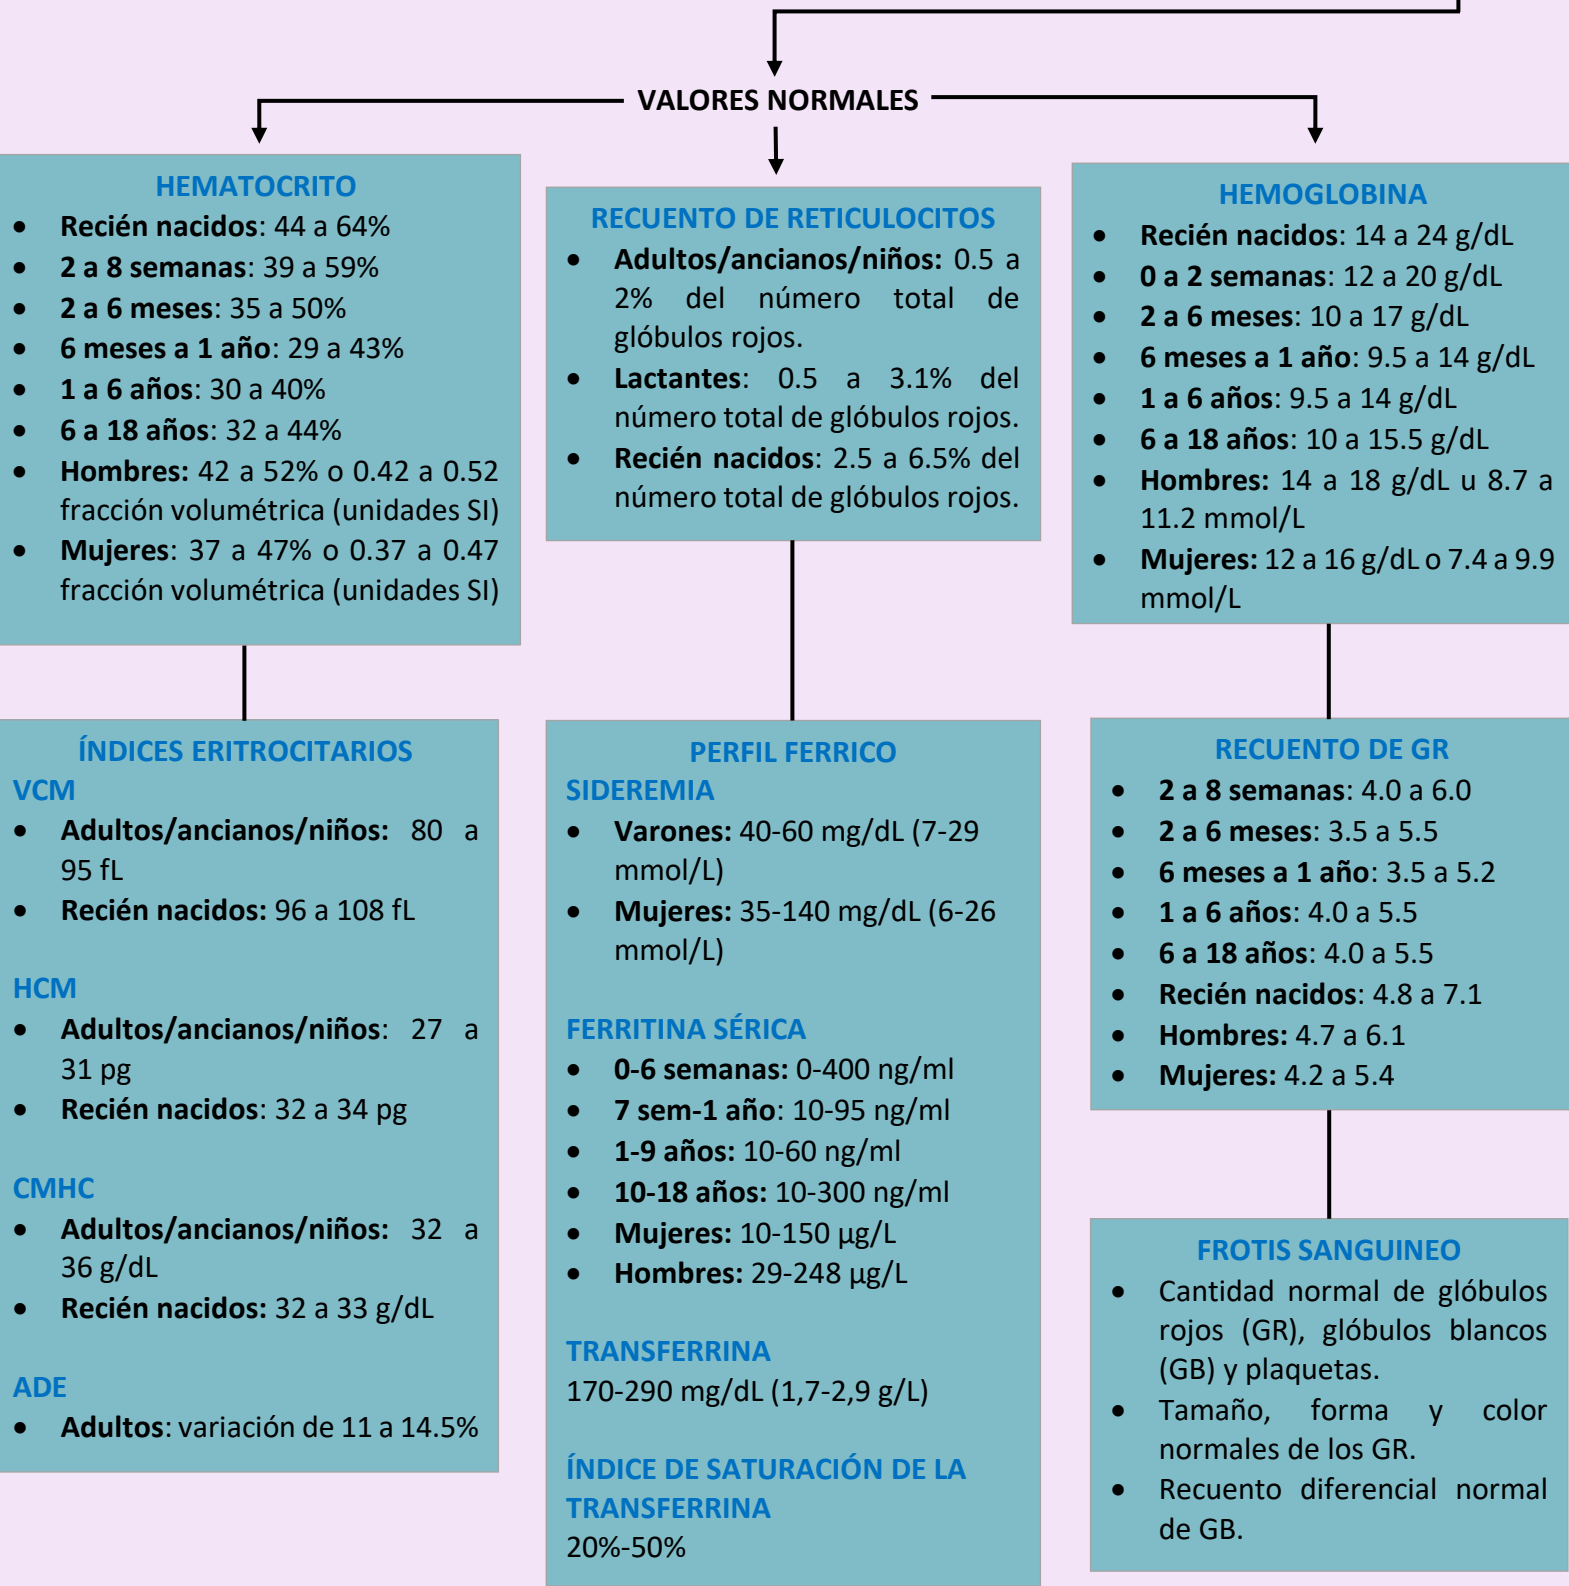 VALORES NORMALES
HEMATOCRITO
• Recién nacidos: 44 a 64%
• 2 a 8 semanas: 39 a 59%
• 2 a 6 meses: 35 a 50%
• 6 meses a 1 año: 29 a 43%
• 1 a 6 años: 30 a 40%
• 6 a 18 años: 32 a 44%
• Hombres: 42 a 52% o 0.42 a 0.52
fracción volumétrica (unidades SI)
• Mujeres: 37 a 47% o 0.37 a 0.47
fracción volumétrica (unidades SI)
RECUENTO DE RETICULOCITOS
• Adultos/ancianos/niños: 0.5 a
2% del número total de
glóbulos rojos.
• Lactantes: 0.5 a 3.1% del
número total de glóbulos rojos.
• Recién nacidos: 2.5 a 6.5% del
número total de glóbulos rojos.
HEMOGLOBINA
• Recién nacidos: 14 a 24 g/dL
• 0 a 2 semanas: 12 a 20 g/dL
• 2 a 6 meses: 10 a 17 g/dL
• 6 meses a 1 año: 9.5 a 14 g/dL
• 1 a 6 años: 9.5 a 14 g/dL
• 6 a 18 años: 10 a 15.5 g/dL
• Hombres: 14 a 18 g/dL u 8.7 a
11.2 mmol/L
• Mujeres: 12 a 16 g/dL o 7.4 a 9.9
mmol/L
ÍNDICES ERITROCITARIOS
VCM
• Adultos/ancianos/niños: 80 a
95 fL
• Recién nacidos: 96 a 108 fL
HCM
• Adultos/ancianos/niños: 27 a
31 pg
• Recién nacidos: 32 a 34 pg
CMHC
• Adultos/ancianos/niños: 32 a
36 g/dL
• Recién nacidos: 32 a 33 g/dL
ADE
• Adultos: variación de 11 a 14.5%
PERFIL FERRICO
SIDEREMIA
• Varones: 40-60 mg/dL (7-29
mmol/L)
• Mujeres: 35-140 mg/dL (6-26
mmol/L)
FERRITINA SÉRICA
• 0-6 semanas: 0-400 ng/ml
• 7 sem-1 año: 10-95 ng/ml
• 1-9 años: 10-60 ng/ml
• 10-18 años: 10-300 ng/ml
• Mujeres: 10-150 µg/L
• Hombres: 29-248 µg/L
TRANSFERRINA
170-290 mg/dL (1,7-2,9 g/L)
ÍNDICE DE SATURACIÓN DE LA
TRANSFERRINA
20%-50%
RECUENTO DE GR
• 2 a 8 semanas: 4.0 a 6.0
• 2 a 6 meses: 3.5 a 5.5
• 6 meses a 1 año: 3.5 a 5.2
• 1 a 6 años: 4.0 a 5.5
• 6 a 18 años: 4.0 a 5.5
• Recién nacidos: 4.8 a 7.1
• Hombres: 4.7 a 6.1
• Mujeres: 4.2 a 5.4
FROTIS SANGUINEO
• Cantidad normal de glóbulos
rojos (GR), glóbulos blancos
(GB) y plaquetas.
• Tamaño, forma y color
normales de los GR.
• Recuento diferencial normal
de GB.